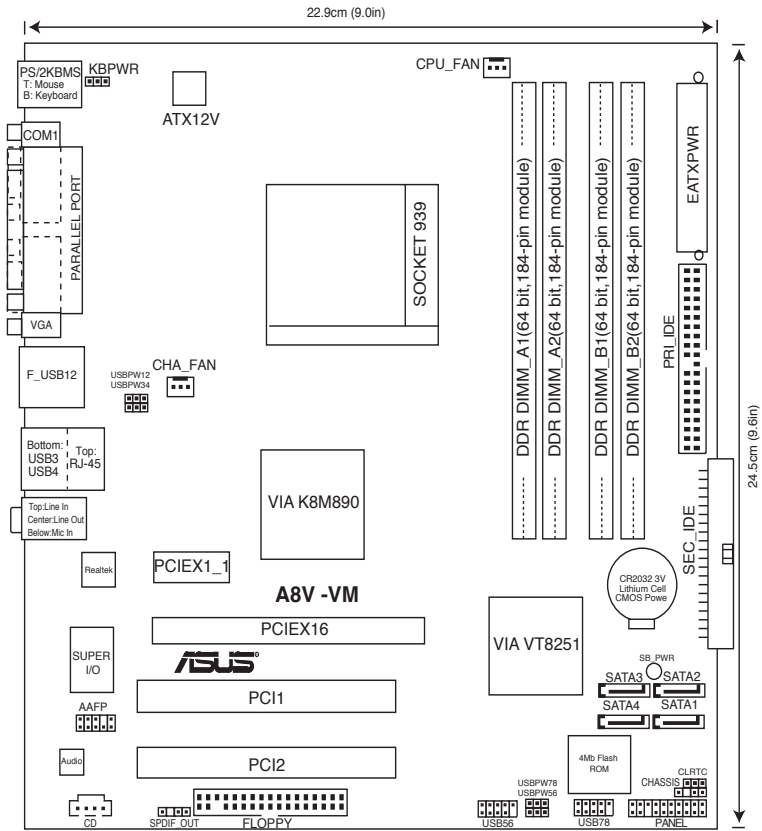 22.9cm (9.0in)
PS/2KBMS
T: Mouse
B: Keyboard
KBPWR
ATX12V
CPU_FAN
COM1
PARALLEL PORT
VGA
SOCKET 939
DDR DIMM_A1(64 bit,184-pin module)
DDR DIMM_A2(64 bit,184-pin module)
DDR DIMM_B1(64 bit,184-pin module)
DDR DIMM_B2(64 bit,184-pin module)
EATXPWR
PRI_IDE
24.5cm (9.6in)
F_USB12
USBPW12
USBPW34
CHA_FAN
Bottom:
USB3
USB4
Top:
RJ-45
Top:Line In
Center:Line Out
Below:Mic In
VIA K8M890
SEC_IDE
Realtek
PCIEX1_1
A8V -VM
CR2032 3V
Lithium Cell
CMOS Powe
PCIEX16
VIA VT8251
SUPER
I/O
ASUS
SB_PWR
SATA3
SATA2
SATA4
SATA1
PCI1
AAFP
Audio
PCI2
4Mb Flash
ROM
CLRTC
CHASSIS
USBPW78
USBPW56
CD
SPDIF_OUT
FLOPPY
USB56
USB78
PANEL